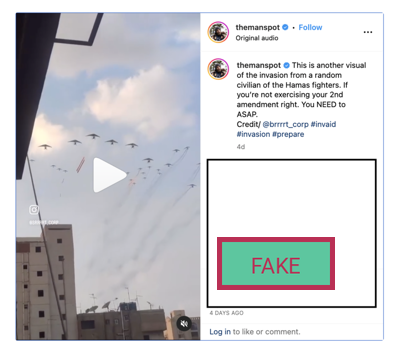 themanspot • Follow
Original audio
themanspot This is another visual
of the invasion from a random
civilian of the Hamas fighters. If
you're not exercising your 2nd
amendment right. You NEED to
ASAP.
Credit/ @brrrrt_corp #invaid
#invasion #prepare
4d
FAKE
4 DAYS AGO
Log in to like or comment.